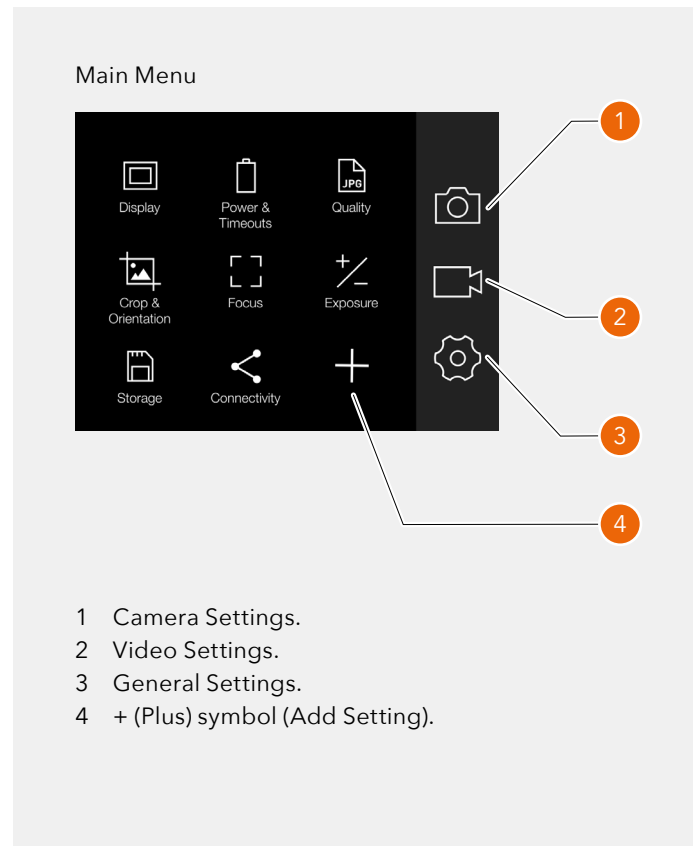 Main Menu
1
Display
Power &
Timeouts
JPG
Quality
Crop &
Orientation
Focus
Exposure
2
Storage
Connectivity
3
4
1 Camera Settings.
2 Video Settings.
3 General Settings.
4 + (Plus) symbol (Add Setting).